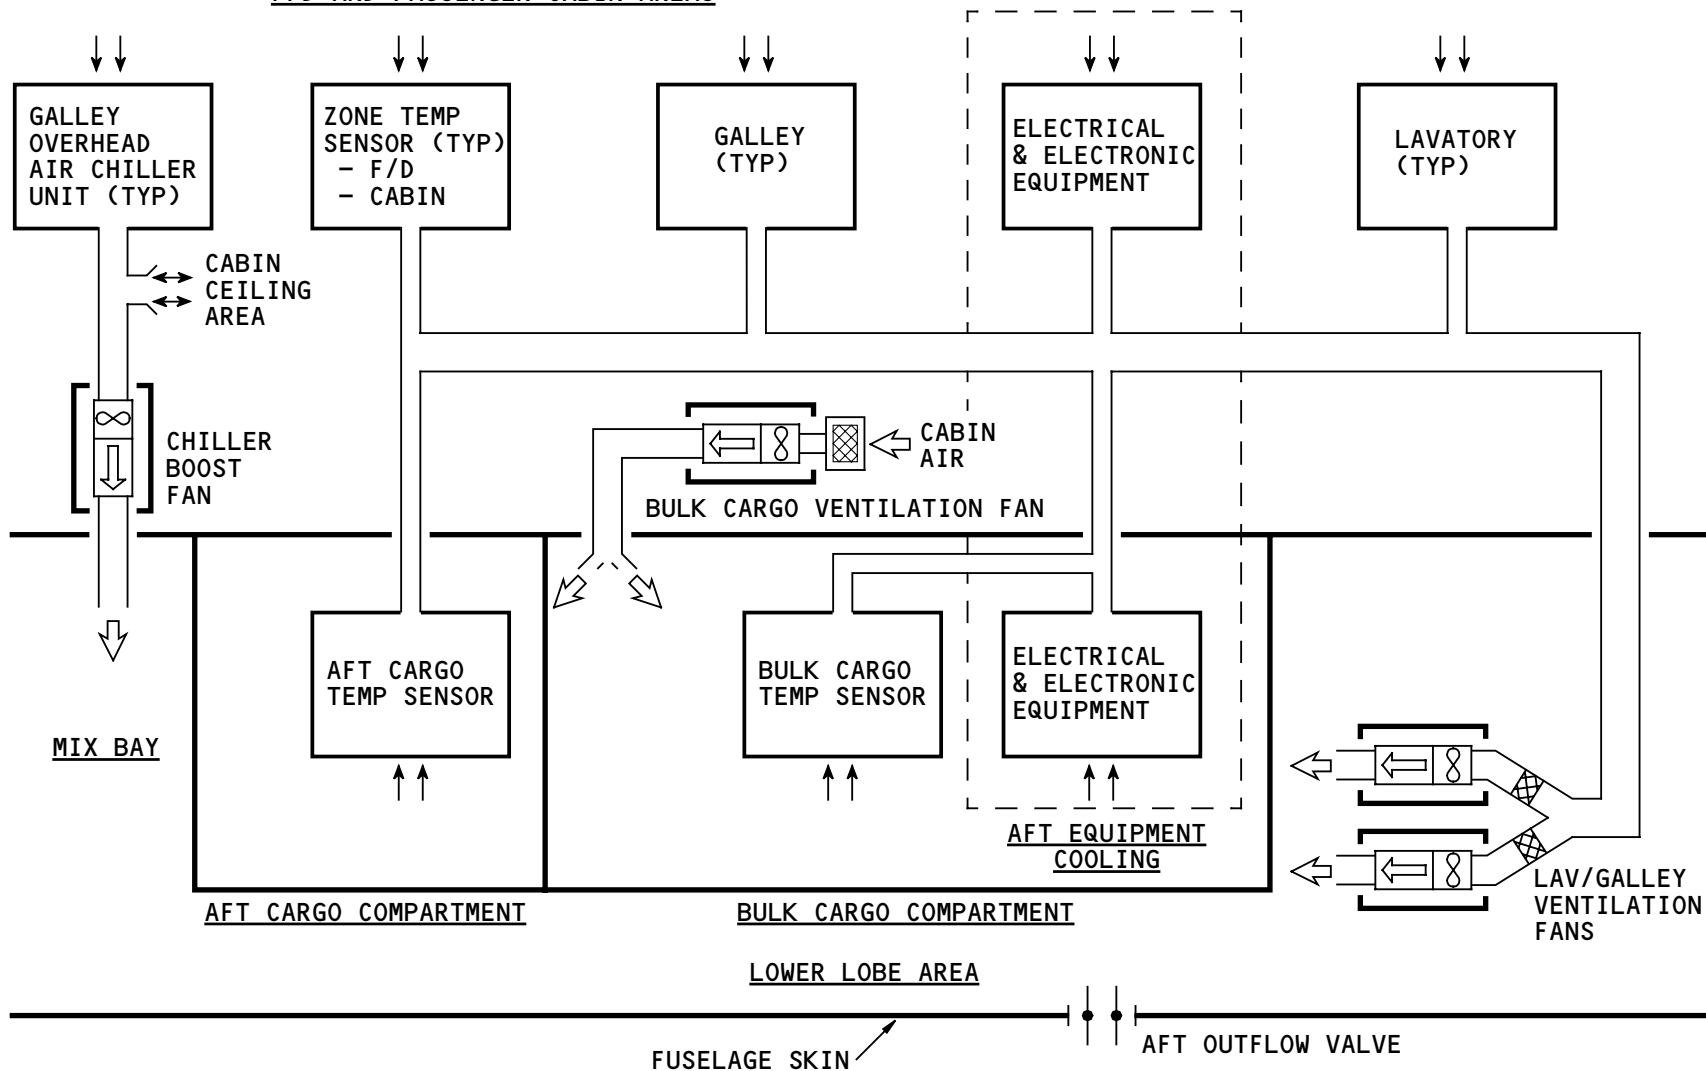 GALLEY
OVERHEAD
AIR CHILLER
UNIT (TYP)
ZONE TEMP
SENSOR (TYP)
– F/D
– CABIN
GALLEY
(TYP)
ELECTRICAL
& ELECTRONIC
EQUIPMENT
LAVATORY
(TYP)
CABIN
CEILING
AREA
CHILLER
BOOST
FAN
CABIN
AIR
BULK CARGO VENTILATION FAN
AFT CARGO
TEMP SENSOR
BULK CARGO
TEMP SENSOR
ELECTRICAL
& ELECTRONIC
EQUIPMENT
MIX BAY
AFT EQUIPMENT
COOLING
LAV/GALLEY
VENTILATION
FANS
AFT CARGO COMPARTMENT
BULK CARGO COMPARTMENT
LOWER LOBE AREA
AFT OUTFLOW VALVE
FUSELAGE SKIN